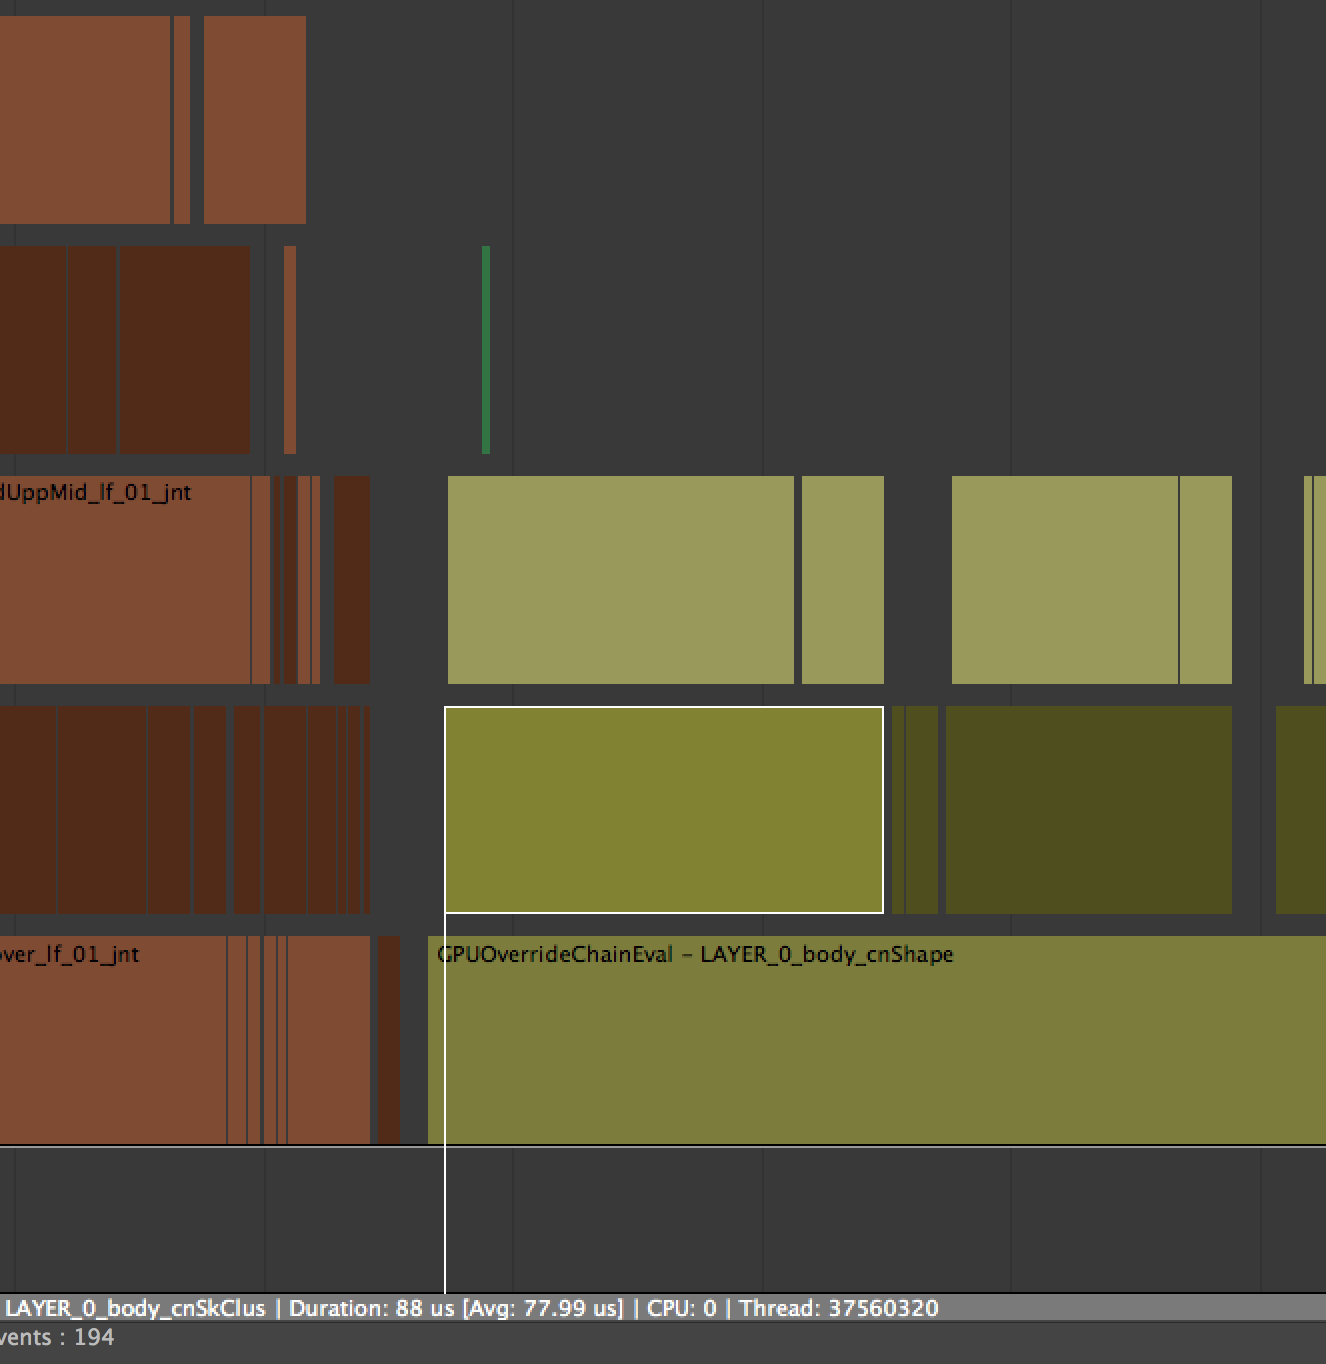 dUppMid_lf_01_jnt
over_lf_01_jnt
GPUOverrideChainEval - LAYER_0_body_cnShape
LAYER_0_body_cnSkClus | Duration: 88 us [Avg: 77.99 us] | CPU: 0 | Thread: 37560320
vents : 194